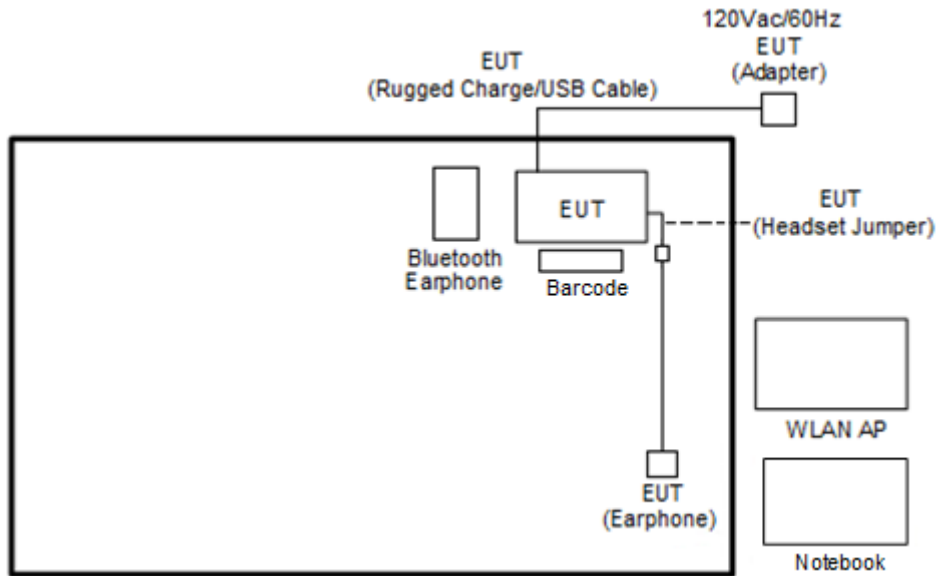 120Vac/60Hz
EUT
(Adapter)
EUT
(Rugged Charge/USB Cable)
EUT
EUT
(Headset Jumper)
Bluetooth
Earphone
Barcode
WLAN AP
EUT
(Earphone)
Notebook